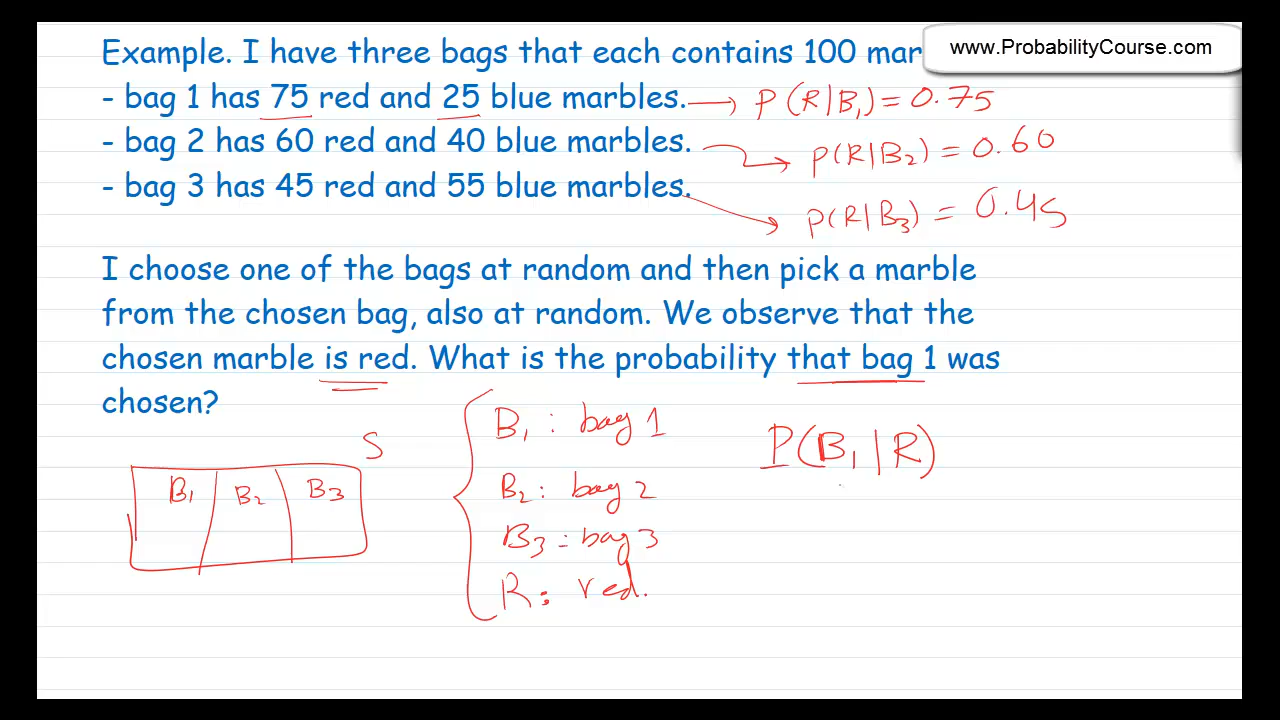 Example. I have three bags that each contains 100 mar
www.ProbabilityCourse.com
- bag 1 has 75 red and 25 blue marbles. → P(R|B₁) = 0.75
- bag 2 has 60 red and 40 blue marbles. → P(R|B₂) = 0.60
- bag 3 has 45 red and 55 blue marbles. → P(R|B₃) = 0.45
I choose one of the bags at random and then pick a marble
from the chosen bag, also at random. We observe that the
chosen marble is red. What is the probability that bag 1 was
chosen?
S
B₁ B₂ B₃
B₁ : bag 1
B₂ : bag 2
B₃ : bag 3
R : red.
P(B₁|R)